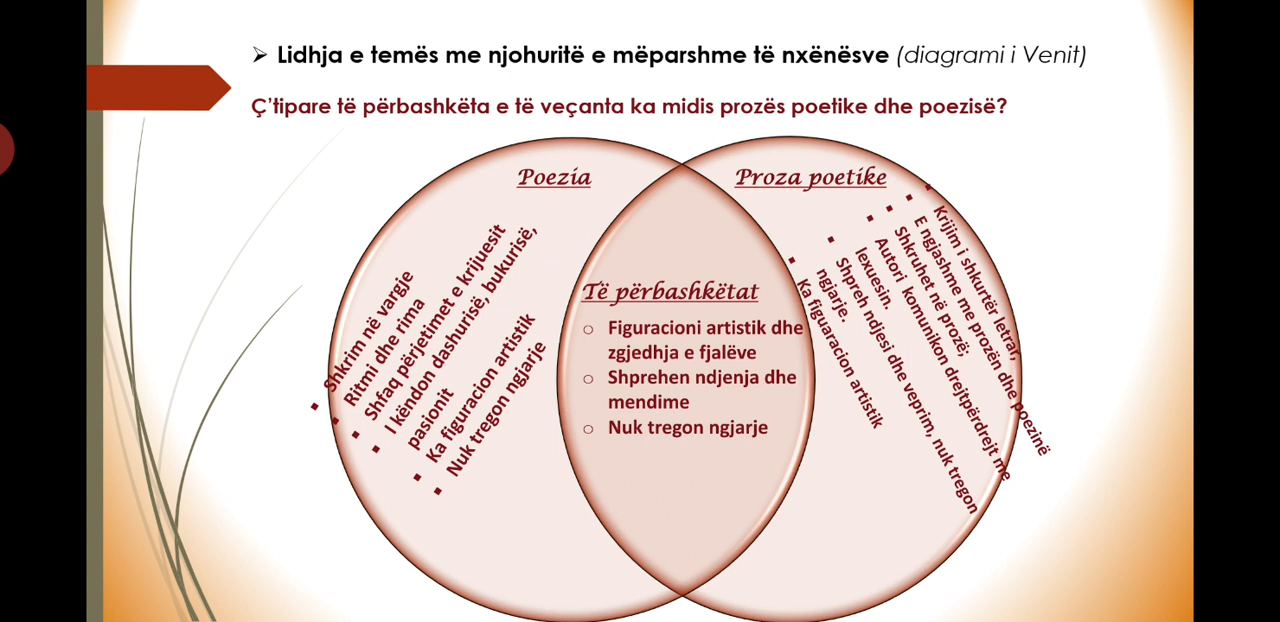 ➢ Lidhja e temës me njohuritë e mëparshme të nxënësve (diagrami i Venit)
Ç’tipare të përbashkëta e të veçanta ka midis prozës poetike dhe poezisë?
Poezia
▪ Shkrim në vargje
▪ Ritmi dhe rima
▪ Shfaq përjetimet e krijuesit
▪ I këndon dashurisë, bukurisë,
pasionit
▪ Ka figuracion artistik
▪ Nuk tregon ngjarje
Të përbashkëtat
○ Figuracioni artistik dhe
zgjedhja e fjalëve
○ Shprehen ndjenja dhe
mendime
○ Nuk tregon ngjarje
Proza poetike
▪ Krijim i shkurtër letrar,
▪ E ngjashme me prozën dhe poezinë
▪ Shkruhet në prozë;
▪ Autori komunikon drejtpërdrejt me
lexuesin.
▪ Shpreh ndjesi dhe veprim, nuk tregon
ngjarje.
▪ Ka figuaracion artistik